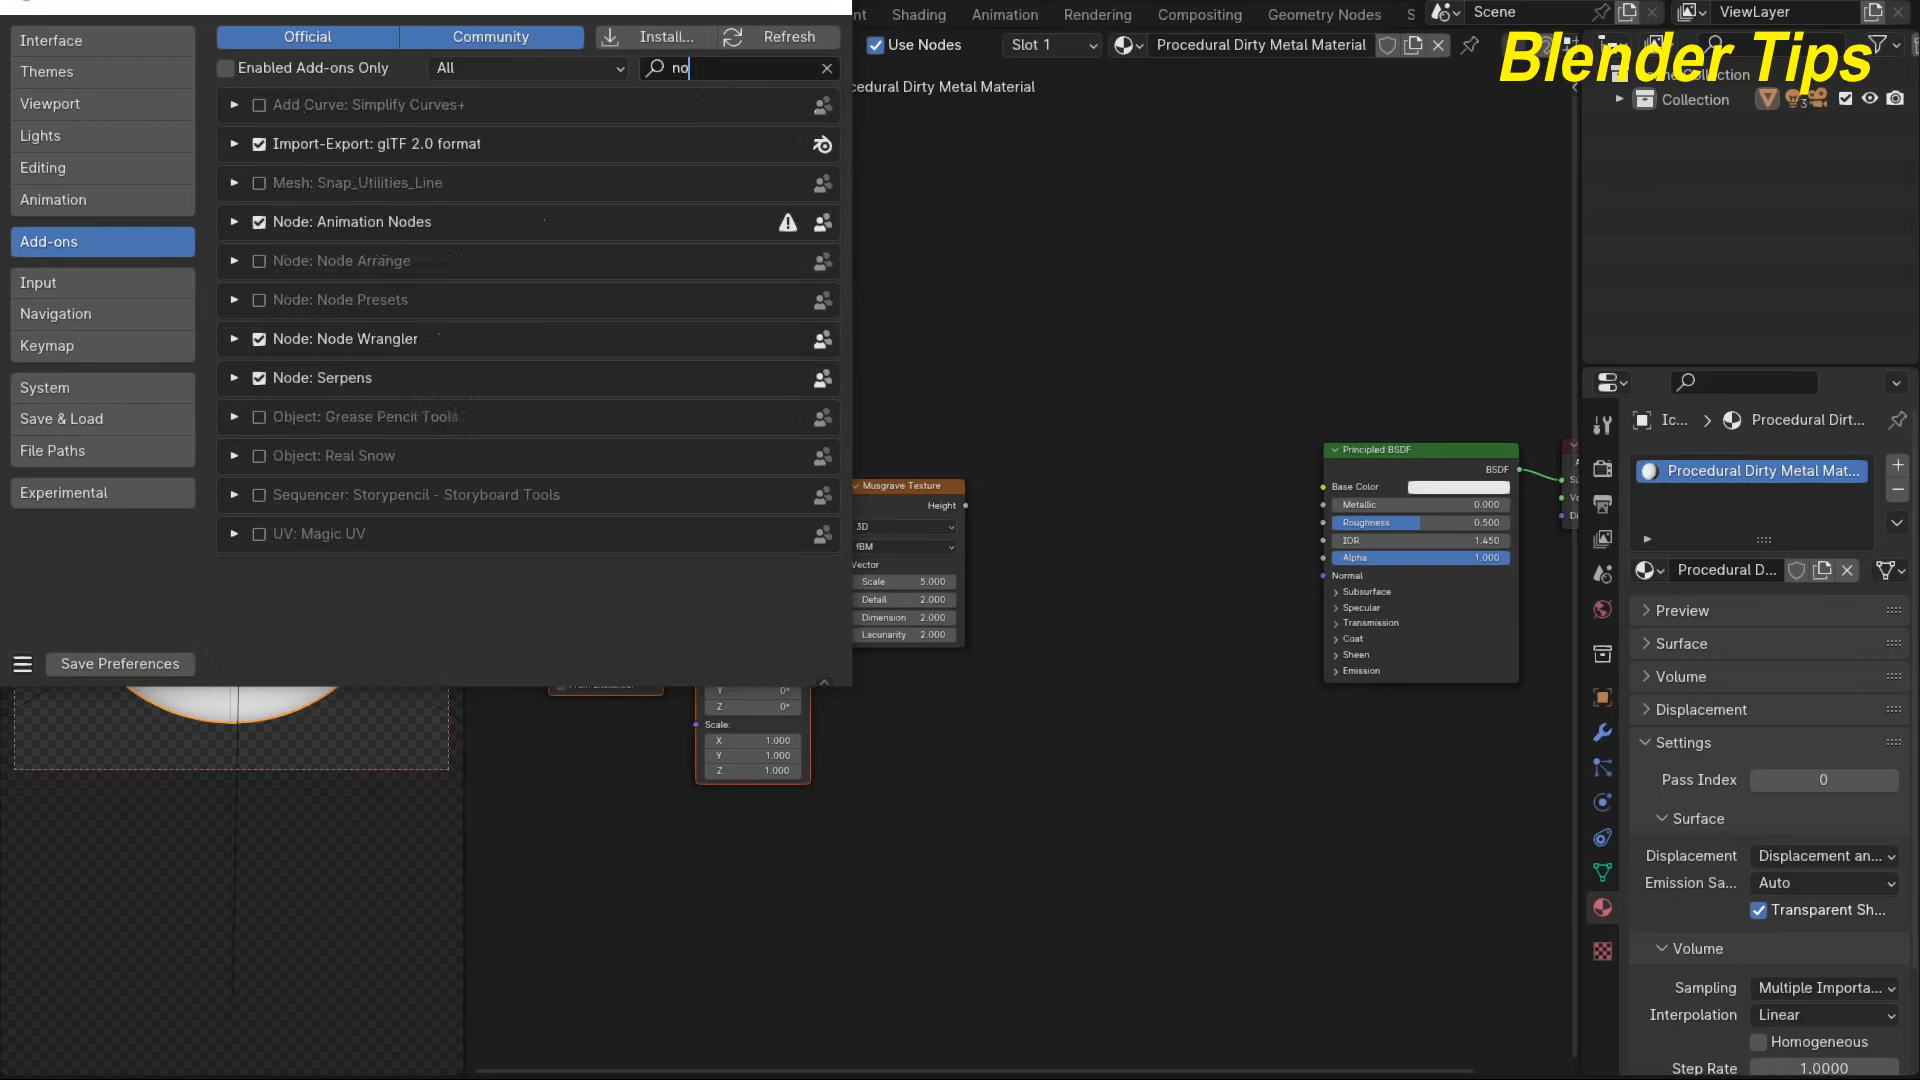 Interface
Themes
Viewport
Lights
Editing
Animation
Add-ons
Input
Navigation
Keymap
System
Save & Load
File Paths
Experimental
Save Preferences
Official
Community
Install...
Refresh
Enabled Add-ons Only
All
no
Add Curve: Simplify Curves+
Import-Export: glTF 2.0 format
Mesh: Snap_Utilities_Line
Node: Animation Nodes
Node: Node Arrange
Node: Node Presets
Node: Node Wrangler
Node: Serpens
Object: Grease Pencil Tools
Object: Real Snow
Sequencer: Storypencil - Storyboard Tools
UV: Magic UV
Shading
Animation
Rendering
Compositing
Geometry Nodes
S
Scene
ViewLayer
Use Nodes
Slot 1
Procedural Dirty Metal Material
Blender Tips
cedural Dirty Metal Material
Collection
Musgrave Texture
Height
3D
fBM
Vector
Scale 5.000
Detail 2.000
Dimension 2.000
Lacunarity 2.000
Y 0°
Z 0°
Scale:
X 1.000
Y 1.000
Z 1.000
Principled BSDF
BSDF
Base Color
Metallic 0.000
Roughness 0.500
IOR 1.450
Alpha 1.000
Normal
Subsurface
Specular
Transmission
Coat
Sheen
Emission
Ic...
Procedural Dirt...
Procedural Dirty Metal Mat...
Procedural D...
Preview
Surface
Volume
Displacement
Settings
Pass Index 0
Surface
Displacement Displacement an...
Emission Sa... Auto
Transparent Sh...
Volume
Sampling Multiple Importa...
Interpolation Linear
Homogeneous
Step Rate 1.0000